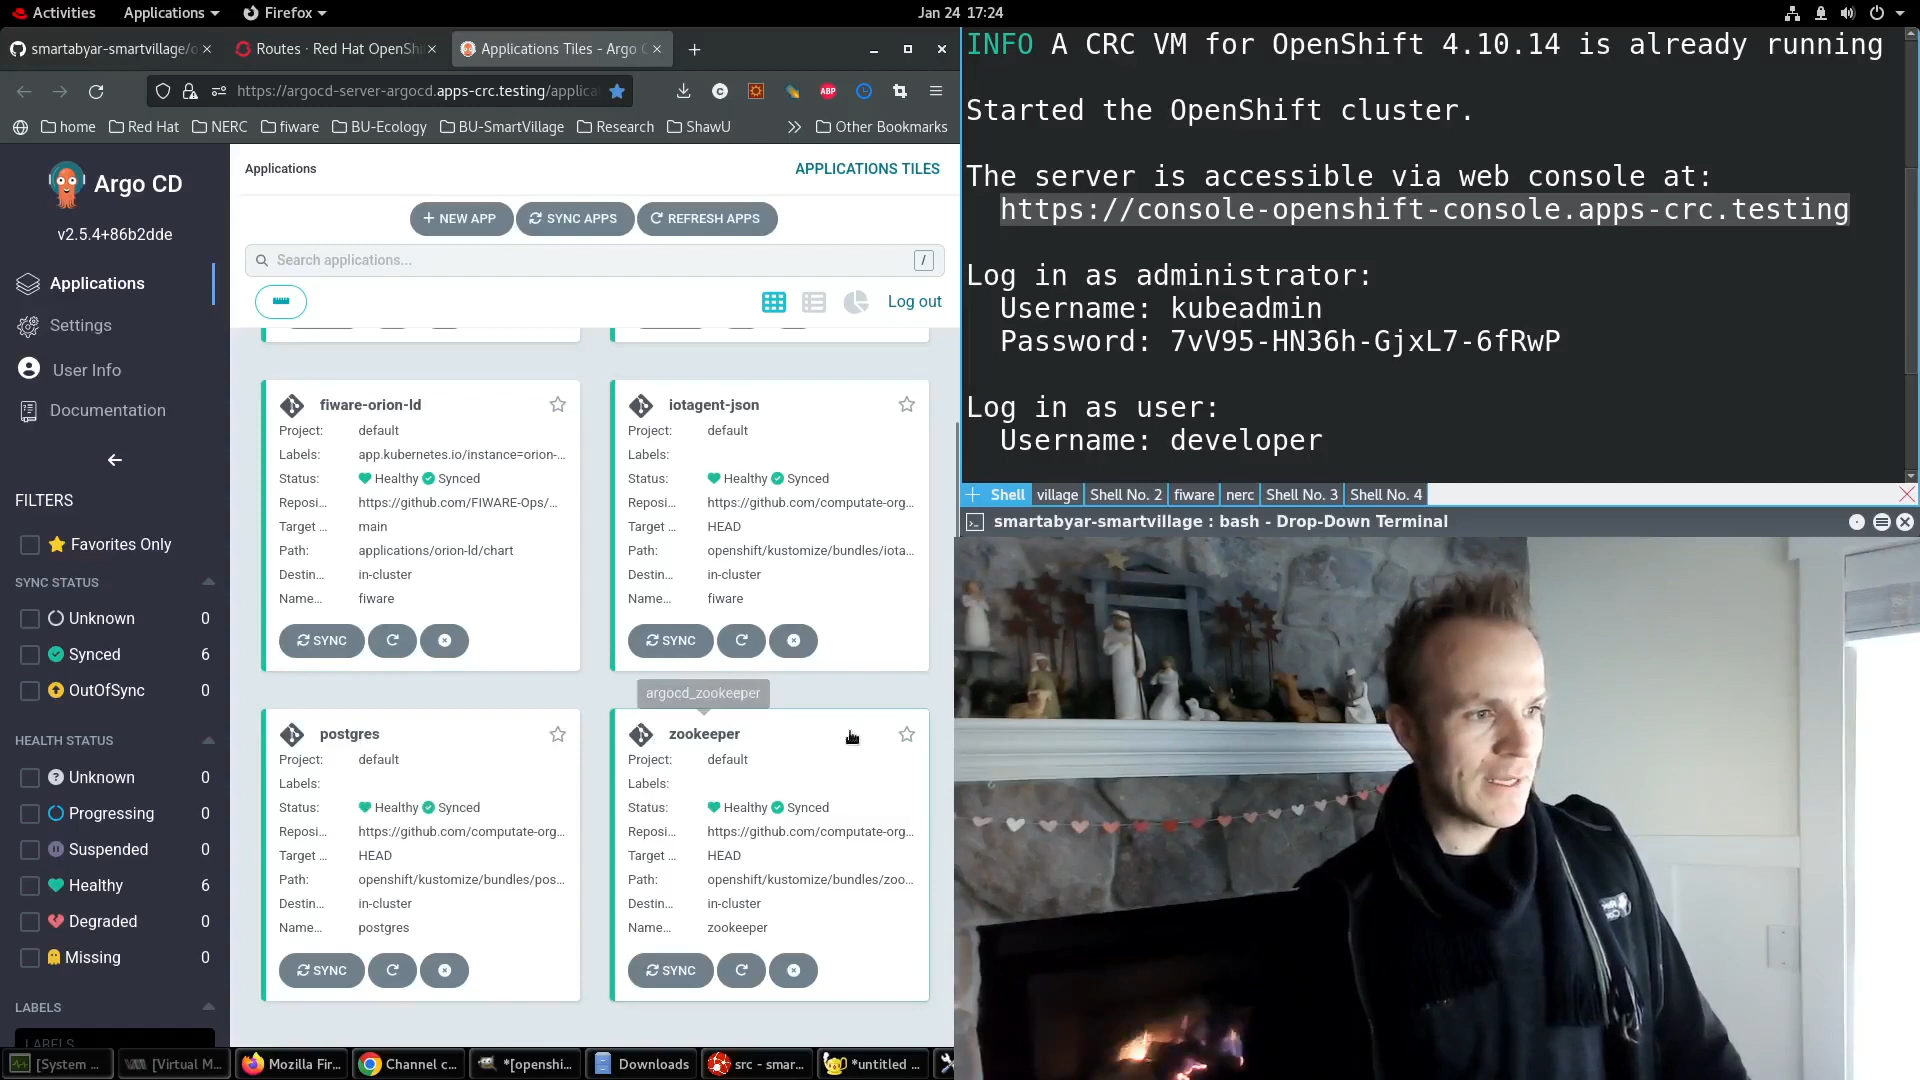 Activities
Applications
Firefox
Jan 24 17:24
smartabyar-smartvillage/o
Routes · Red Hat OpenShi
Applications Tiles - Argo
https://argocd-server-argocd.apps-crc.testing/applica
ABP
home
Red Hat
NERC
fiware
BU-Ecology
BU-SmartVillage
Research
ShawU
Other Bookmarks
Argo CD
v2.5.4+86b2dde
Applications
Settings
User Info
Documentation
FILTERS
Favorites Only
SYNC STATUS
Unknown 0
Synced 6
OutOfSync 0
HEALTH STATUS
Unknown 0
Progressing 0
Suspended 0
Healthy 6
Degraded 0
Missing 0
LABELS
LABELS
Applications
APPLICATIONS TILES
+ NEW APP
SYNC APPS
REFRESH APPS
Search applications...
/
Log out
fiware-orion-ld
Project: default
Labels: app.kubernetes.io/instance=orion-...
Status: Healthy Synced
Reposi... https://github.com/FIWARE-Ops/...
Target ... main
Path: applications/orion-ld/chart
Destin... in-cluster
Name... fiware
SYNC
iotagent-json
Project: default
Labels:
Status: Healthy Synced
Reposi... https://github.com/computate-org...
Target ... HEAD
Path: openshift/kustomize/bundles/iota...
Destin... in-cluster
Name... fiware
SYNC
argocd_zookeeper
postgres
Project: default
Labels:
Status: Healthy Synced
Reposi... https://github.com/computate-org...
Target ... HEAD
Path: openshift/kustomize/bundles/pos...
Destin... in-cluster
Name... postgres
SYNC
zookeeper
Project: default
Labels:
Status: Healthy Synced
Reposi... https://github.com/computate-org...
Target ... HEAD
Path: openshift/kustomize/bundles/zoo...
Destin... in-cluster
Name... zookeeper
SYNC
INFO A CRC VM for OpenShift 4.10.14 is already running
Started the OpenShift cluster.
The server is accessible via web console at:
https://console-openshift-console.apps-crc.testing
Log in as administrator:
Username: kubeadmin
Password: 7vV95-HN36h-GjxL7-6fRwP
Log in as user:
Username: developer
Shell
village
Shell No. 2
fiware
nerc
Shell No. 3
Shell No. 4
smartabyar-smartvillage : bash - Drop-Down Terminal
[System ...
[Virtual M...
Mozilla Fir...
Channel c...
*[openshi...
Downloads
src - smar...
*untitled ...